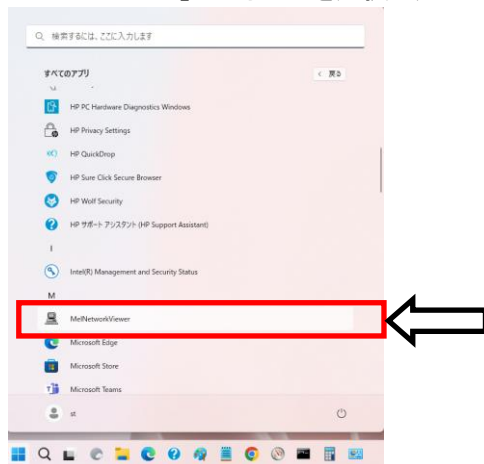 検索するには、ここに入力します
すべてのアプリ
< 戻る
HP PC Hardware Diagnostics Windows
HP Privacy Settings
HP QuickDrop
HP Sure Click Secure Browser
HP Wolf Security
HP サポート アシスタント (HP Support Assistant)
I
Intel(R) Management and Security Status
M
MelNetworkViewer
Microsoft Edge
Microsoft Store
Microsoft Teams
st